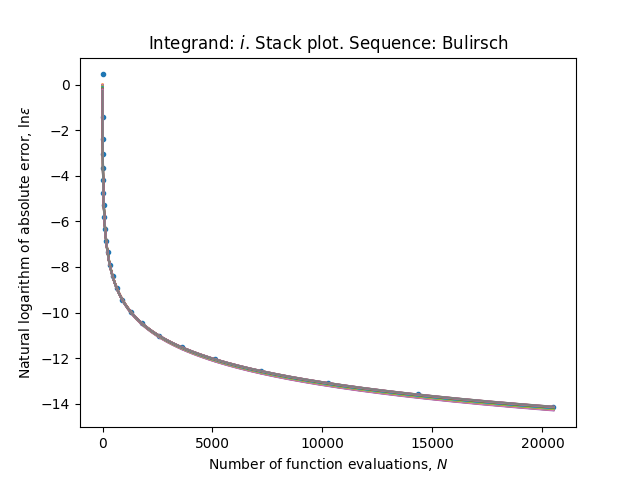 Integrand: i. Stack plot. Sequence: Bulirsch
Natural logarithm of absolute error, lnε
0
−2
−4
−6
−8
−10
−12
−14
0 5000 10000 15000 20000
Number of function evaluations, N